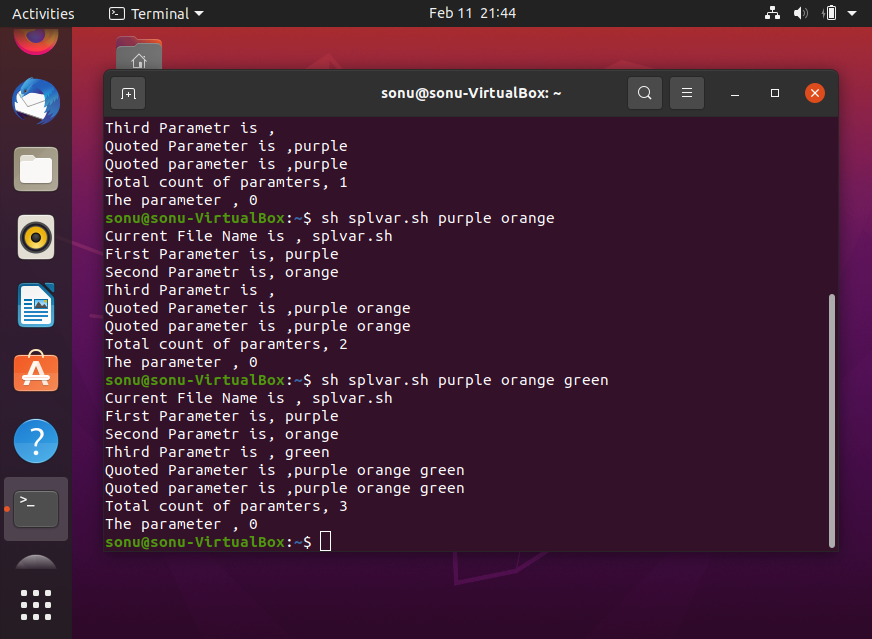 Activities Terminal Feb 11 21:44
sonu@sonu-VirtualBox: ~
Third Parametr is ,
Quoted Parameter is ,purple
Quoted parameter is ,purple
Total count of paramters, 1
The parameter , 0
sonu@sonu-VirtualBox:~$ sh splvar.sh purple orange
Current File Name is , splvar.sh
First Parameter is, purple
Second Parametr is, orange
Third Parametr is ,
Quoted Parameter is ,purple orange
Quoted parameter is ,purple orange
Total count of paramters, 2
The parameter , 0
sonu@sonu-VirtualBox:~$ sh splvar.sh purple orange green
Current File Name is , splvar.sh
First Parameter is, purple
Second Parametr is, orange
Third Parametr is , green
Quoted Parameter is ,purple orange green
Quoted parameter is ,purple orange green
Total count of paramters, 3
The parameter , 0
sonu@sonu-VirtualBox:~$